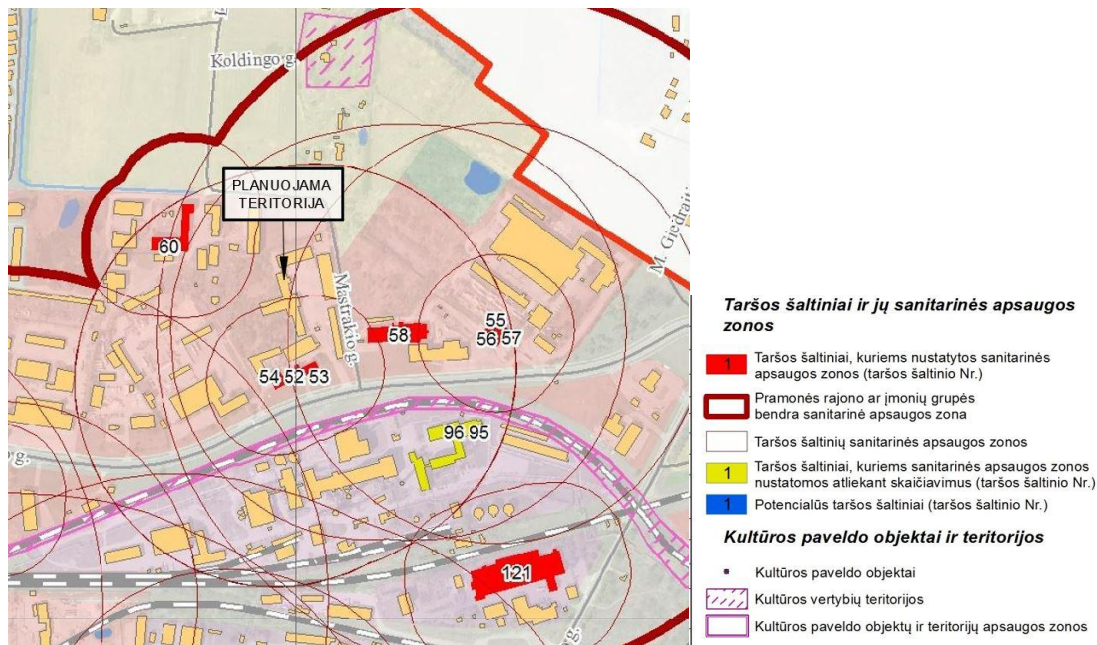 Koldingo g.
PLANUOJAMA
TERITORIJA
60
Mastrakio g.
M. Giedraiti
55
56 57
58
54 52 53
96 95
121
g.
g.
Taršos šaltiniai ir jų sanitarinės apsaugos
zonos
1 Taršos šaltiniai, kuriems nustatytos sanitarinės
apsaugos zonos (taršos šaltinio Nr.)
Pramonės rajono ar įmonių grupės
bendra sanitarinė apsaugos zona
Taršos šaltinių sanitarinės apsaugos zonos
1 Taršos šaltiniai, kuriems sanitarinės apsaugos zonos
nustatomos atliekant skaičiavimus (taršos šaltinio Nr.)
1 Potencialūs taršos šaltiniai (taršos šaltinio Nr.)
Kultūros paveldo objektai ir teritorijos
Kultūros paveldo objektai
Kultūros vertybių teritorijos
Kultūros paveldo objektų ir teritorijų apsaugos zonos